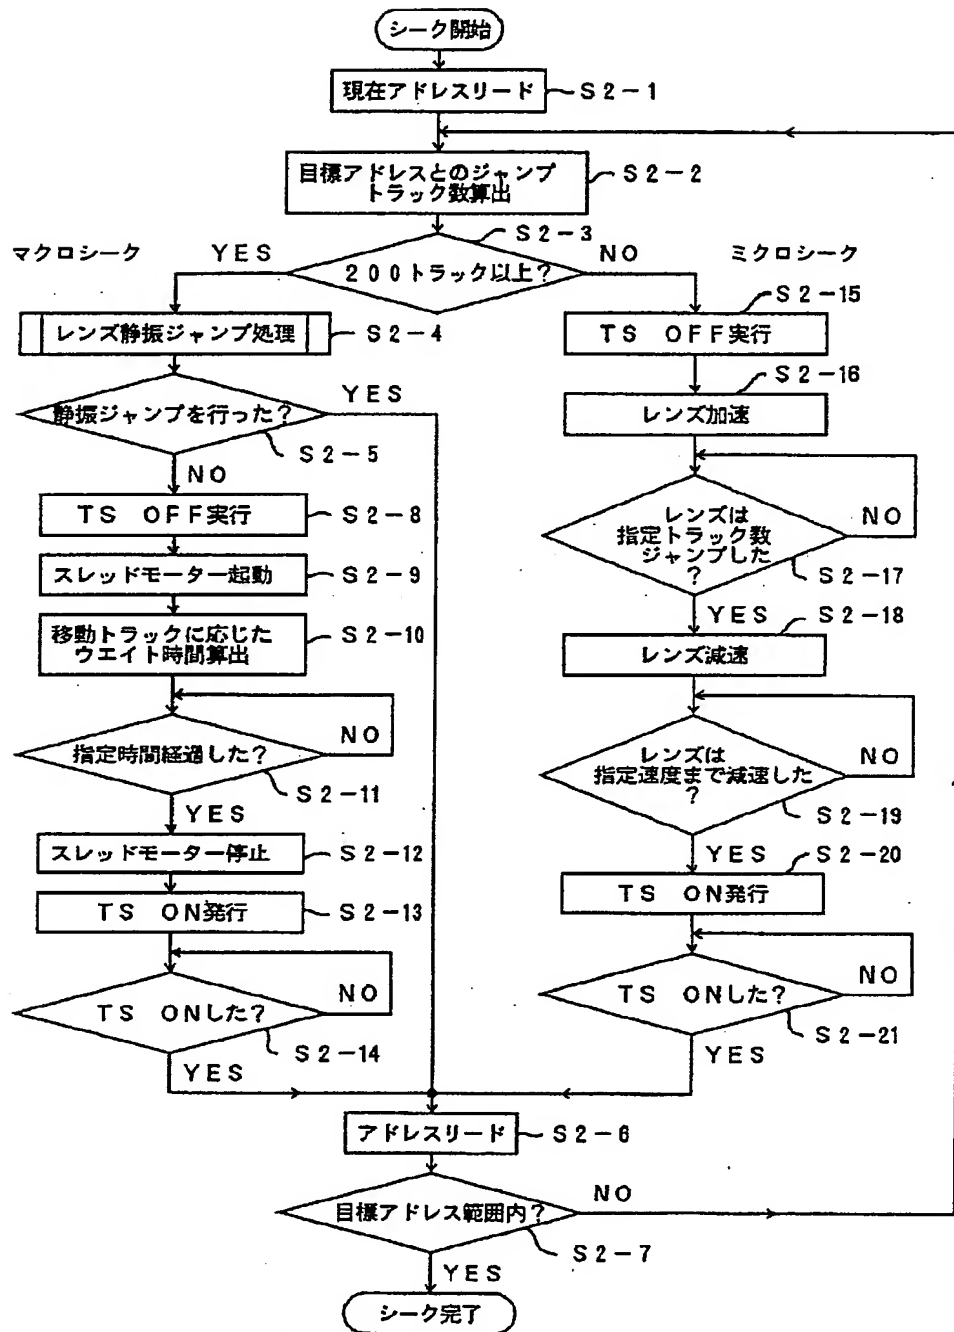 シーク開始
現在アドレスリード
S2-1
目標アドレスとのジャンプ
トラック数算出
S2-2
S2-3
マクロシーク
YES
200トラック以上?
NO
ミクロシーク
レンズ静振ジャンプ処理
S2-4
静振ジャンプを行った?
YES
S2-5
NO
TS OFF実行
S2-8
スレッドモーター起動
S2-9
移動トラックに応じた
ウエイト時間算出
S2-10
指定時間経過した?
NO
S2-11
YES
スレッドモーター停止
S2-12
TS ON発行
S2-13
TS ONした?
NO
S2-14
YES
S2-15
TS OFF実行
S2-16
レンズ加速
レンズは
指定トラック数
ジャンプした
?
NO
S2-17
YES
S2-18
レンズ減速
レンズは
指定速度まで減速した
?
NO
S2-19
YES
S2-20
TS ON発行
TS ONした?
NO
S2-21
YES
アドレスリード
S2-6
目標アドレス範囲内?
NO
S2-7
YES
シーク完了